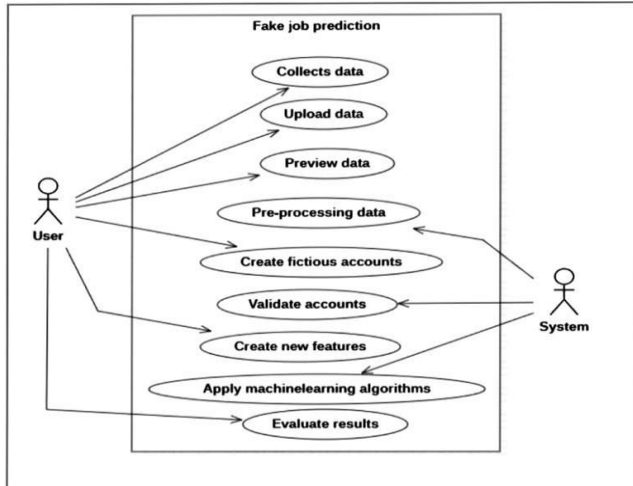 Fake job prediction
Collects data
Upload data
Preview data
Pre-processing data
User
Create fictious accounts
Validate accounts
System
Create new features
Apply machinelearning algorithms
Evaluate results